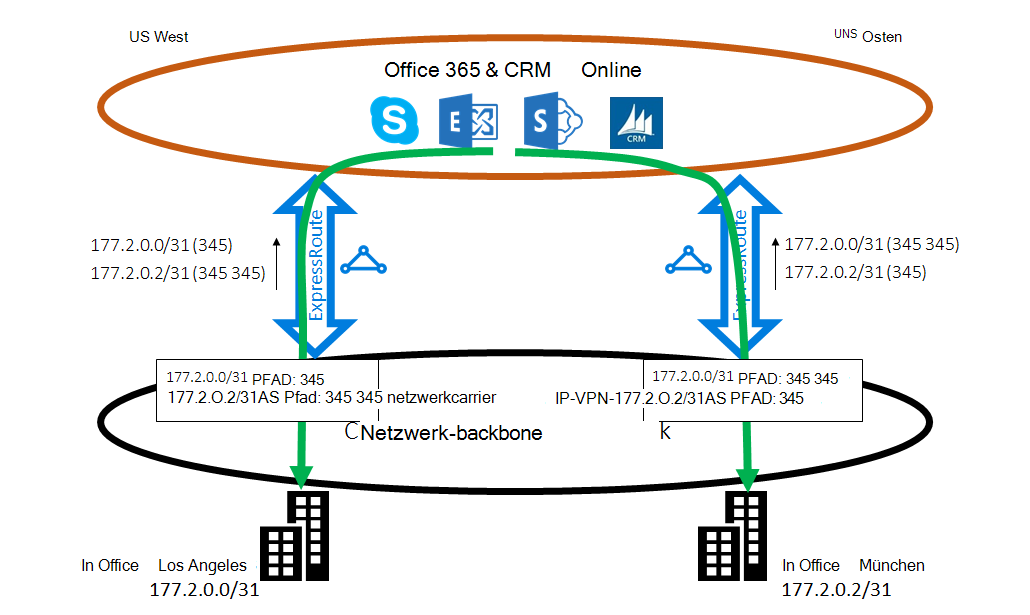 US West
UNS Osten
Office 365 & CRM Online
S
E
S
CRM
177.2.0.0/31 (345)
177.2.0.2/31 (345 345)
ExpressRoute
ExpressRoute
177.2.0.0/31 (345 345)
177.2.0.2/31 (345)
177.2.0.0/31 PFAD: 345
177.2.O.2/31AS Pfad: 345 345 netzwerkcarrier
177.2.0.0/31 PFAD: 345 345
IP-VPN-177.2.O.2/31AS PFAD: 345
CNetzwerk-backbone
k
In Office Los Angeles
177.2.0.0/31
In Office München
177.2.0.2/31